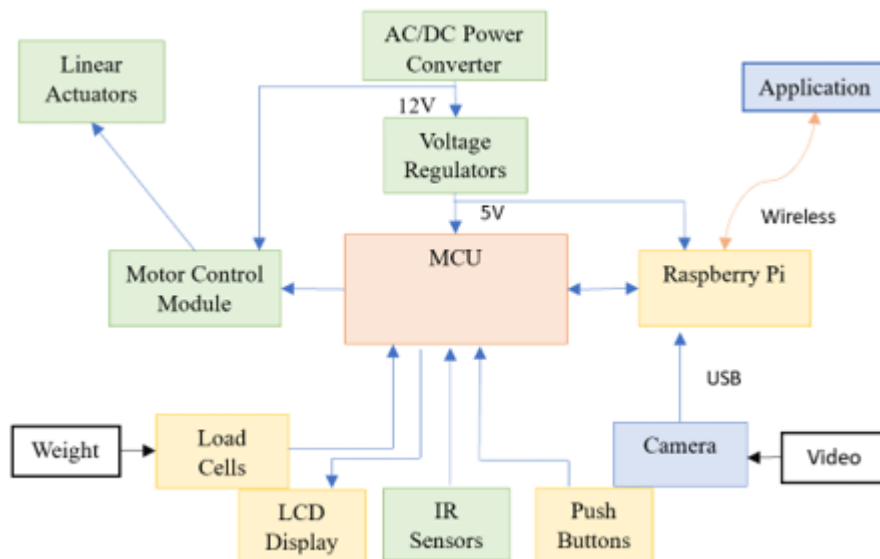 AC/DC Power
Converter
Linear
Actuators
Application
12V
Voltage
Regulators
5V
Wireless
MCU
Motor Control
Module
Raspberry Pi
USB
Weight
Load
Cells
Camera
Video
LCD
Display
IR
Sensors
Push
Buttons